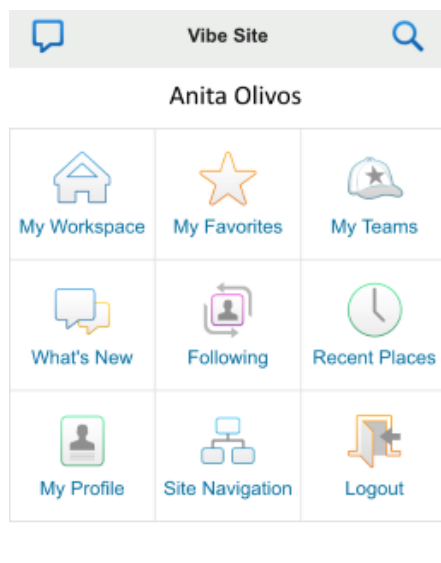 Vibe Site
Anita Olivos
My Workspace
My Favorites
My Teams
What's New
Following
Recent Places
My Profile
Site Navigation
Logout